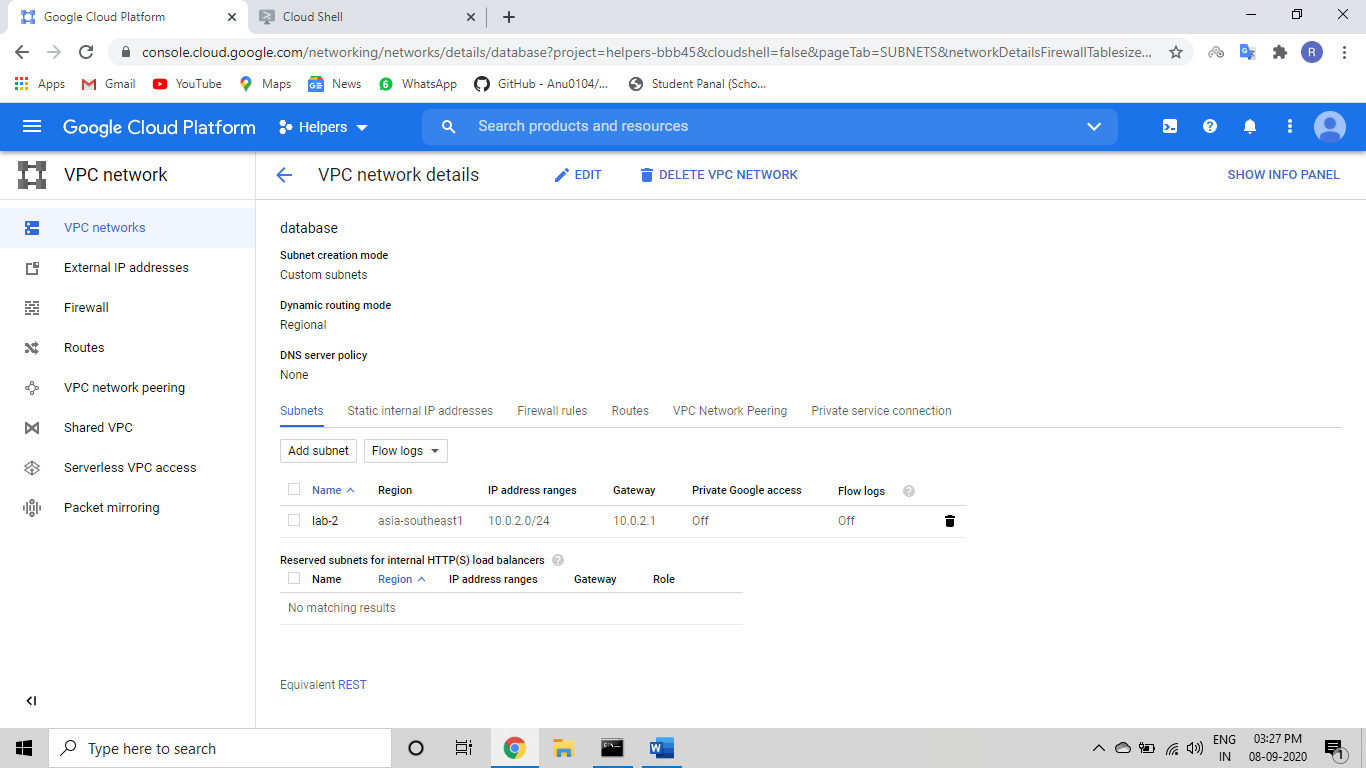 Google Cloud Platform
Cloud Shell
console.cloud.google.com/networking/networks/details/database?project=helpers-bbb45&cloudshell=false&pageTab=SUBNETS&networkDetailsFirewallTablesize...
R
Apps Gmail YouTube Maps News 6 WhatsApp GitHub - Anu0104/... Student Panal (Scho...
Google Cloud Platform Helpers Search products and resources
VPC network
VPC network details EDIT DELETE VPC NETWORK SHOW INFO PANEL
VPC networks
External IP addresses
Firewall
Routes
VPC network peering
Shared VPC
Serverless VPC access
Packet mirroring
database
Subnet creation mode
Custom subnets
Dynamic routing mode
Regional
DNS server policy
None
Subnets Static internal IP addresses Firewall rules Routes VPC Network Peering Private service connection
Add subnet Flow logs
Name Region IP address ranges Gateway Private Google access Flow logs ?
lab-2 asia-southeast1 10.0.2.0/24 10.0.2.1 Off Off
Reserved subnets for internal HTTP(S) load balancers ?
Name Region IP address ranges Gateway Role
No matching results
Equivalent REST
Type here to search
ENG
IN
03:27 PM
08-09-2020
1